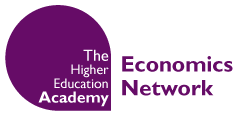 The
Higher
Education
Academy
Economics
Network